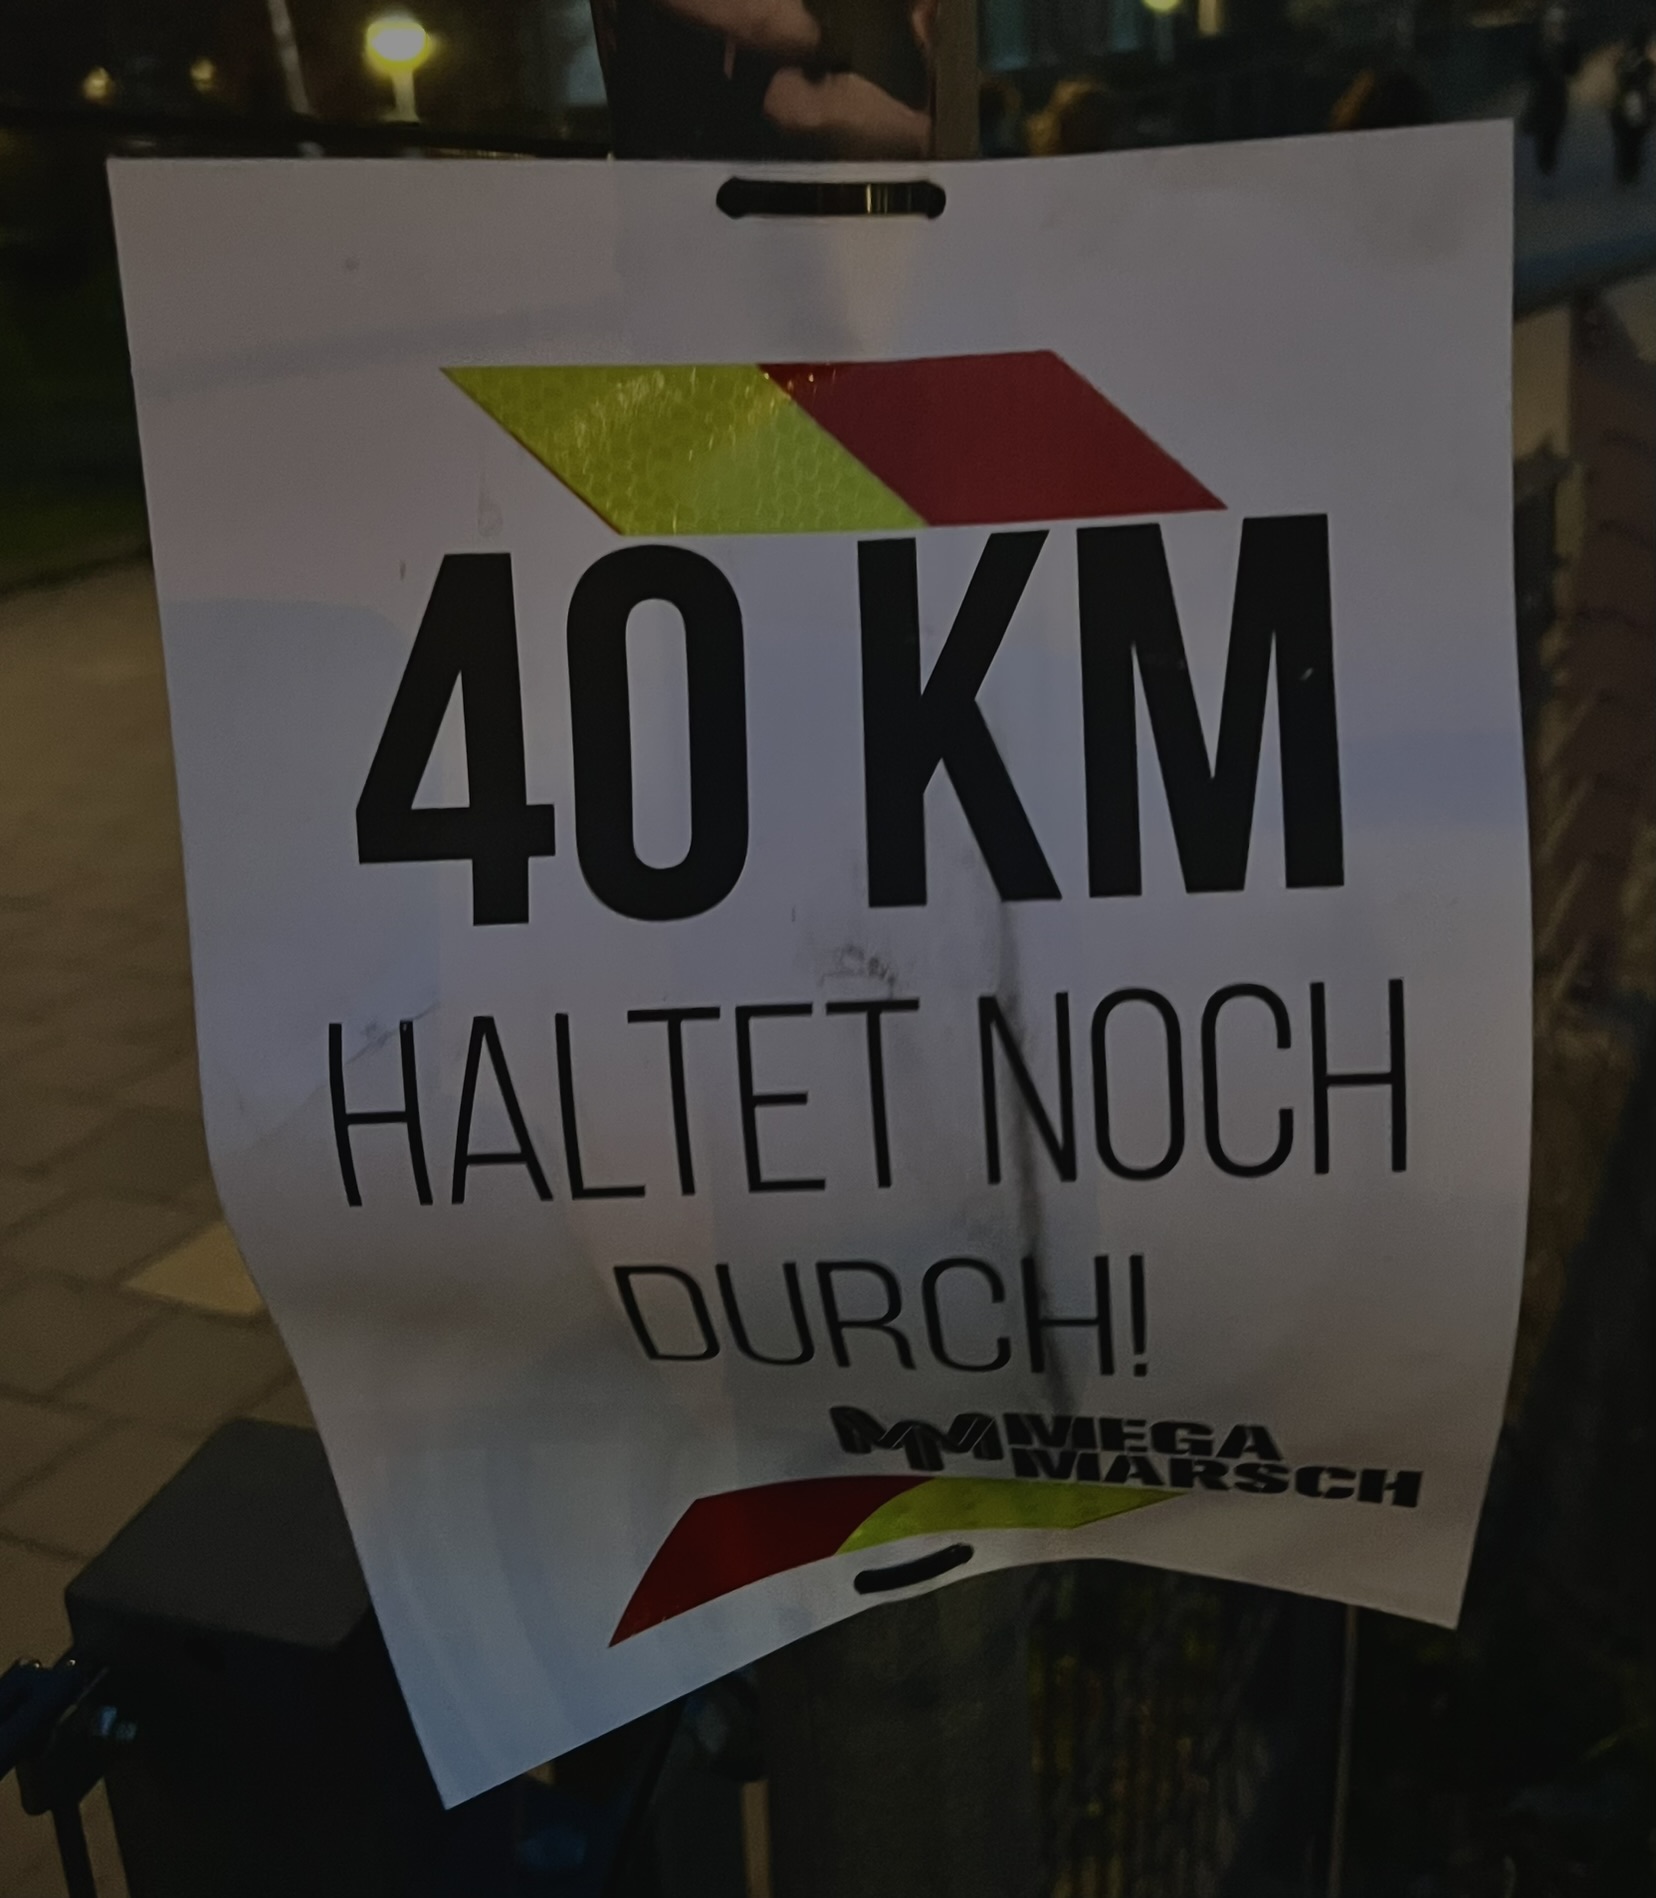 40 KM
HALTET NOCH
DURCH!
MEGA
MARSCH